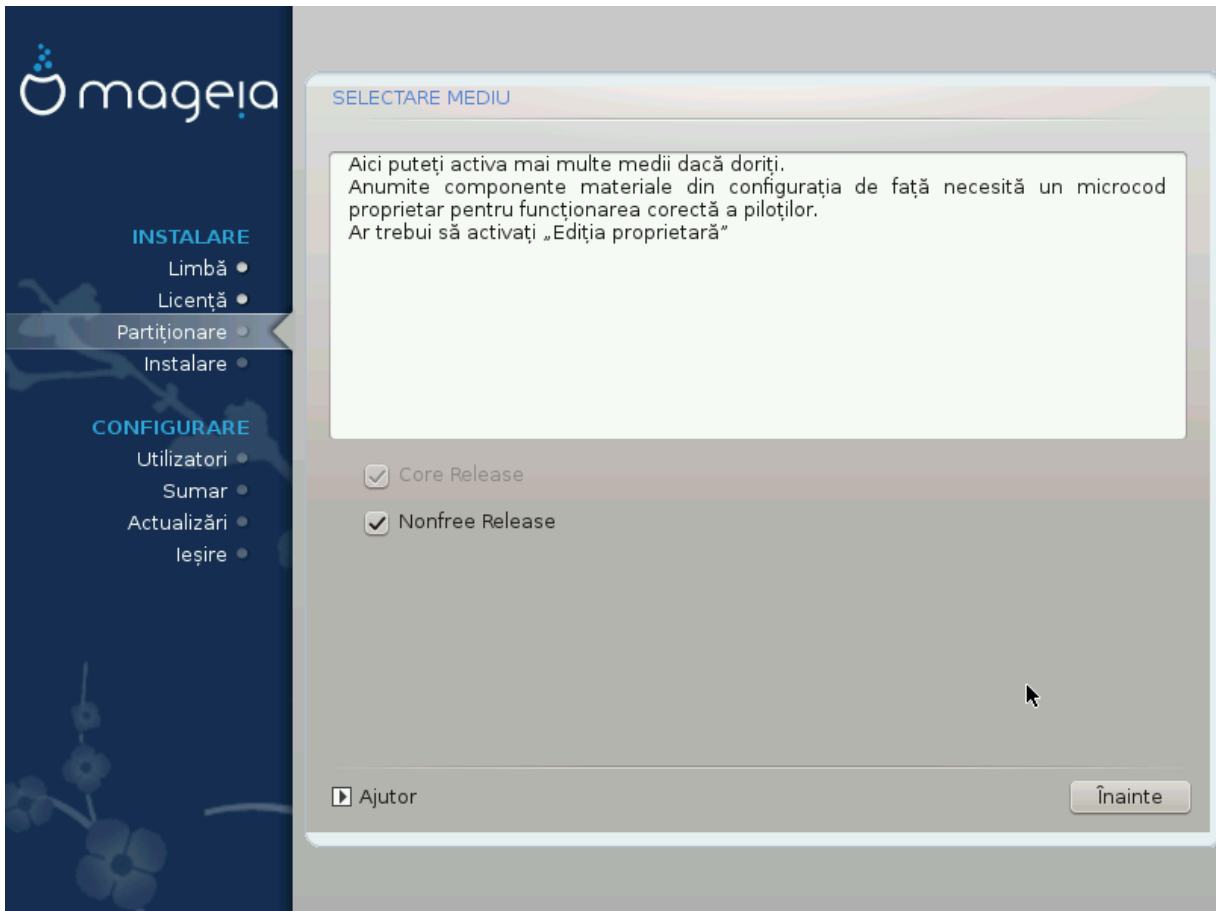 mageia
INSTALARE
Limbă
Licență
Partiționare
Instalare
CONFIGURARE
Utilizatori
Sumar
Actualizări
Ieșire
SELECTARE MEDIU
Aici puteți activa mai multe medii dacă doriți.
Anumite componente materiale din configurația de față necesită un microcod
proprietar pentru funcționarea corectă a piloților.
Ar trebui să activați „Ediția proprietară”
Core Release
Nonfree Release
Ajutor
Înainte